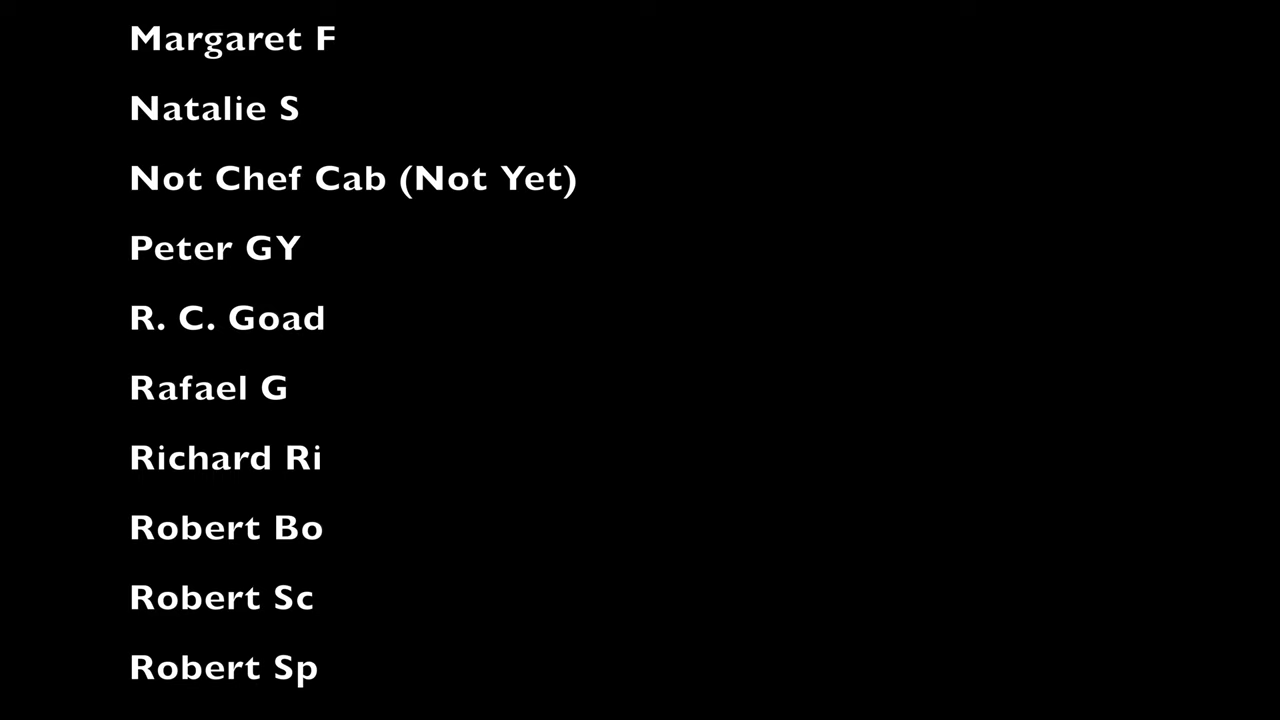 Margaret F
Natalie S
Not Chef Cab (Not Yet)
Peter GY
R. C. Goad
Rafael G
Richard Ri
Robert Bo
Robert Sc
Robert Sp